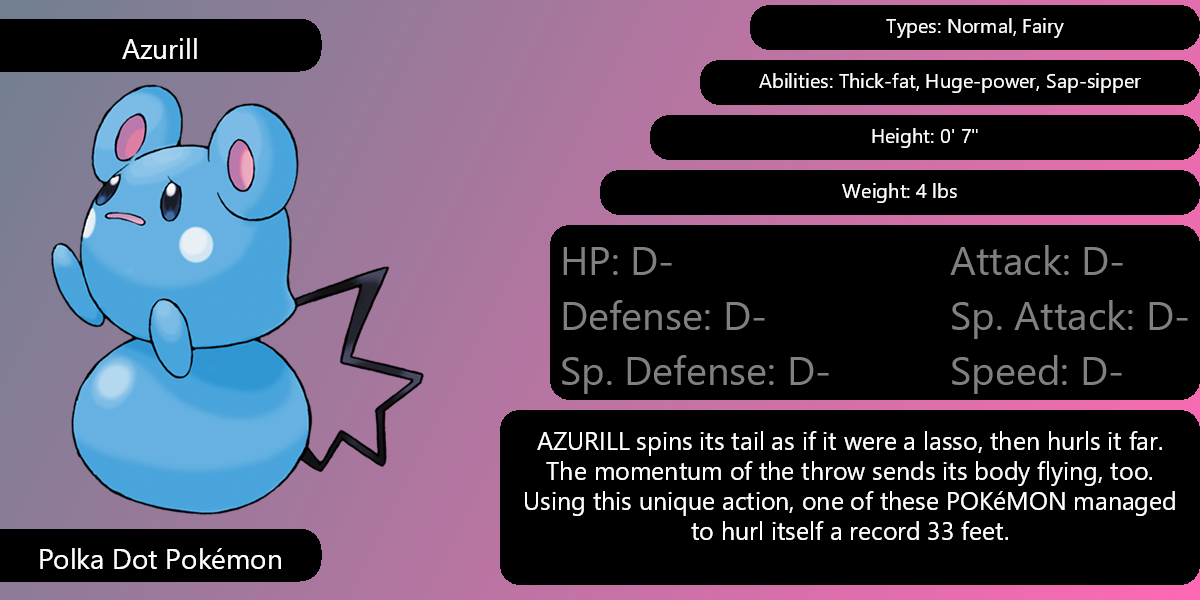 Azurill
Types: Normal, Fairy
Abilities: Thick-fat, Huge-power, Sap-sipper
Height: 0' 7"
Weight: 4 lbs
HP: D- Attack: D-
Defense: D- Sp. Attack: D-
Sp. Defense: D- Speed: D-
AZURILL spins its tail as if it were a lasso, then hurls it far.
The momentum of the throw sends its body flying, too.
Using this unique action, one of these POKéMON managed
to hurl itself a record 33 feet.
Polka Dot Pokémon